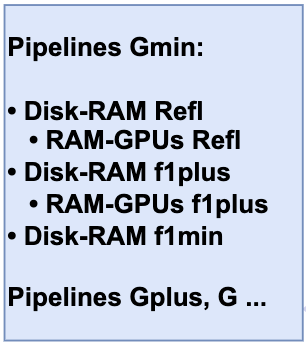 Pipelines Gmin:
• Disk-RAM Refl
• RAM-GPUs Refl
• Disk-RAM f1plus
• RAM-GPUs f1plus
• Disk-RAM f1min
Pipelines Gplus, G ...